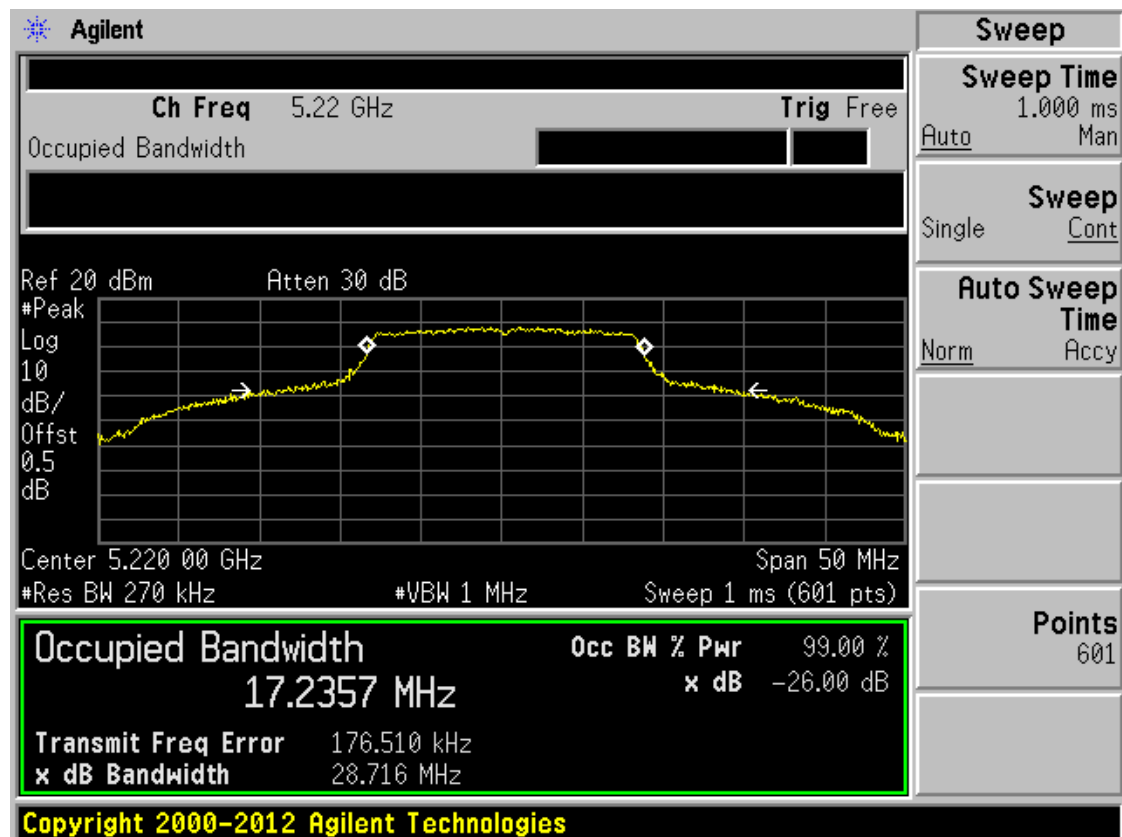 Agilent
Sweep
Sweep Time
1.000 ms
Auto Man
Ch Freq 5.22 GHz Trig Free
Occupied Bandwidth
Sweep
Single Cont
Ref 20 dBm Atten 30 dB
Auto Sweep
Time
Norm Accy
#Peak
Log
10
dB/
Offst
0.5
dB
Center 5.220 00 GHz Span 50 MHz
#Res BW 270 kHz #VBW 1 MHz Sweep 1 ms (601 pts)
Points
601
Occupied Bandwidth Occ BW % Pwr 99.00 %
17.2357 MHz x dB -26.00 dB
Transmit Freq Error 176.510 kHz
x dB Bandwidth 28.716 MHz
Copyright 2000-2012 Agilent Technologies